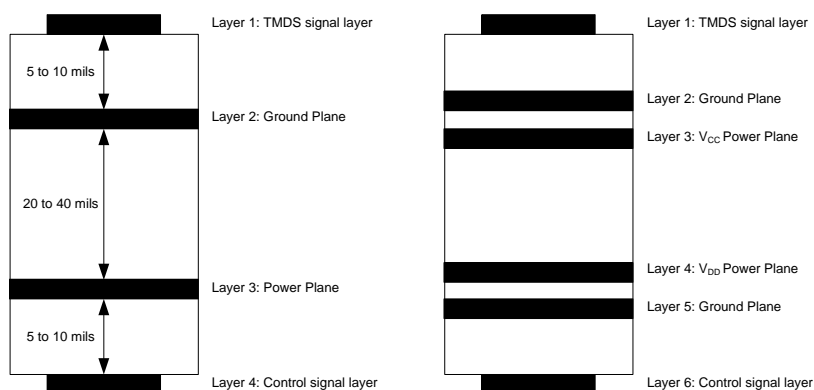 Layer 1: TMDS signal layer
5 to 10 mils
Layer 2: Ground Plane
20 to 40 mils
Layer 3: Power Plane
5 to 10 mils
Layer 4: Control signal layer
Layer 1: TMDS signal layer
Layer 2: Ground Plane
Layer 3: VCC Power Plane
Layer 4: VDD Power Plane
Layer 5: Ground Plane
Layer 6: Control signal layer